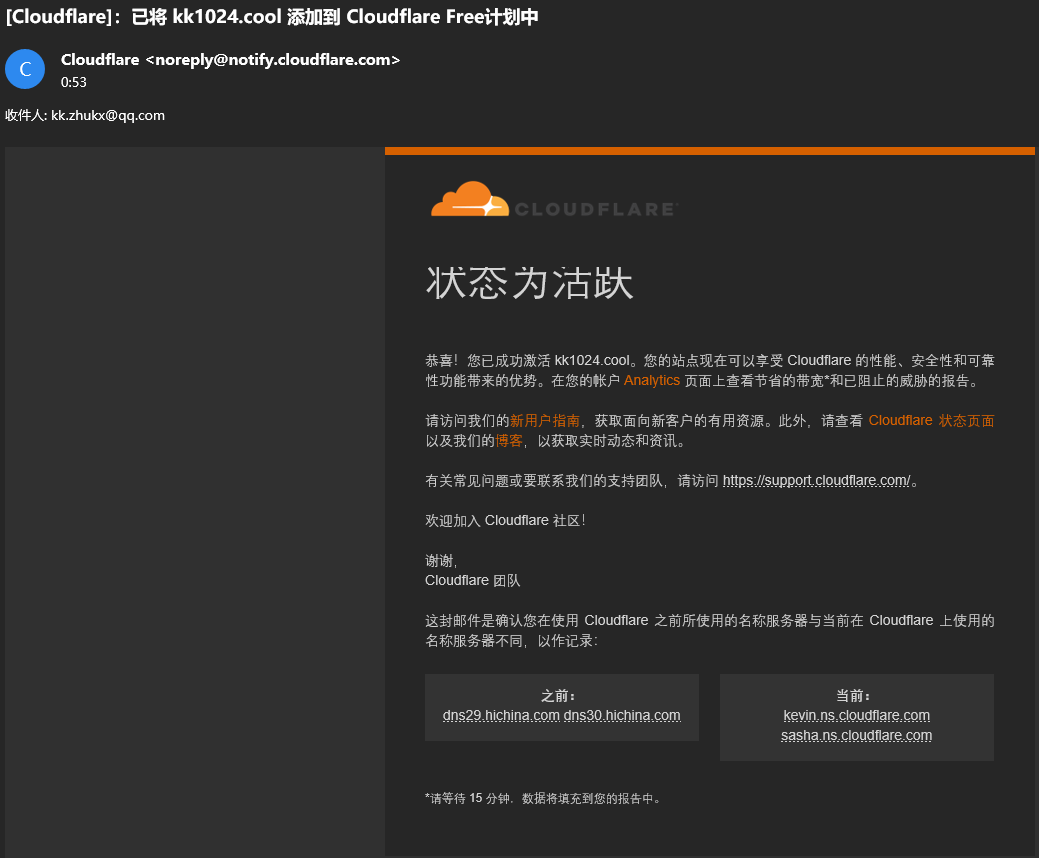 [Cloudflare]：已将 kk1024.cool 添加到 Cloudflare Free计划中
C
Cloudflare <noreply@notify.cloudflare.com>
0:53
收件人: kk.zhukx@qq.com
CLOUDFLARE
状态为活跃
恭喜！您已成功激活 kk1024.cool。您的站点现在可以享受 Cloudflare 的性能、安全性和可靠
性功能带来的优势。在您的帐户 Analytics 页面上查看节省的带宽*和已阻止的威胁的报告。
请访问我们的新用户指南，获取面向新客户的有用资源。此外，请查看 Cloudflare 状态页面
以及我们的博客，以获取实时动态和资讯。
有关常见问题或要联系我们的支持团队，请访问 https://support.cloudflare.com/。
欢迎加入 Cloudflare 社区！
谢谢，
Cloudflare 团队
这封邮件是确认您在使用 Cloudflare 之前所使用的名称服务器与当前在 Cloudflare 上使用的
名称服务器不同，以作记录：
之前：
dns29.hichina.com dns30.hichina.com
当前：
kevin.ns.cloudflare.com
sasha.ns.cloudflare.com
*请等待 15 分钟，数据将填充到您的报告中。